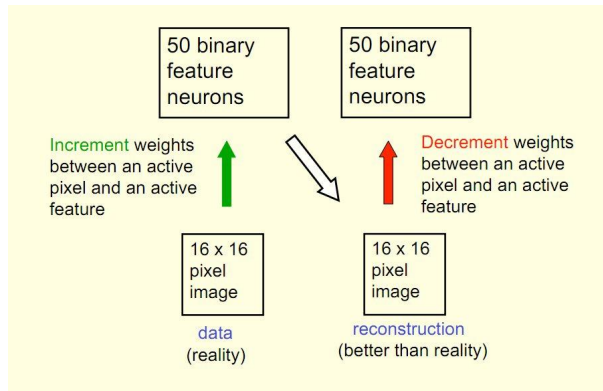 50 binary
feature
neurons
50 binary
feature
neurons
Increment weights
between an active
pixel and an active
feature
Decrement weights
between an active
pixel and an active
feature
16 x 16
pixel
image
16 x 16
pixel
image
data
(reality)
reconstruction
(better than reality)